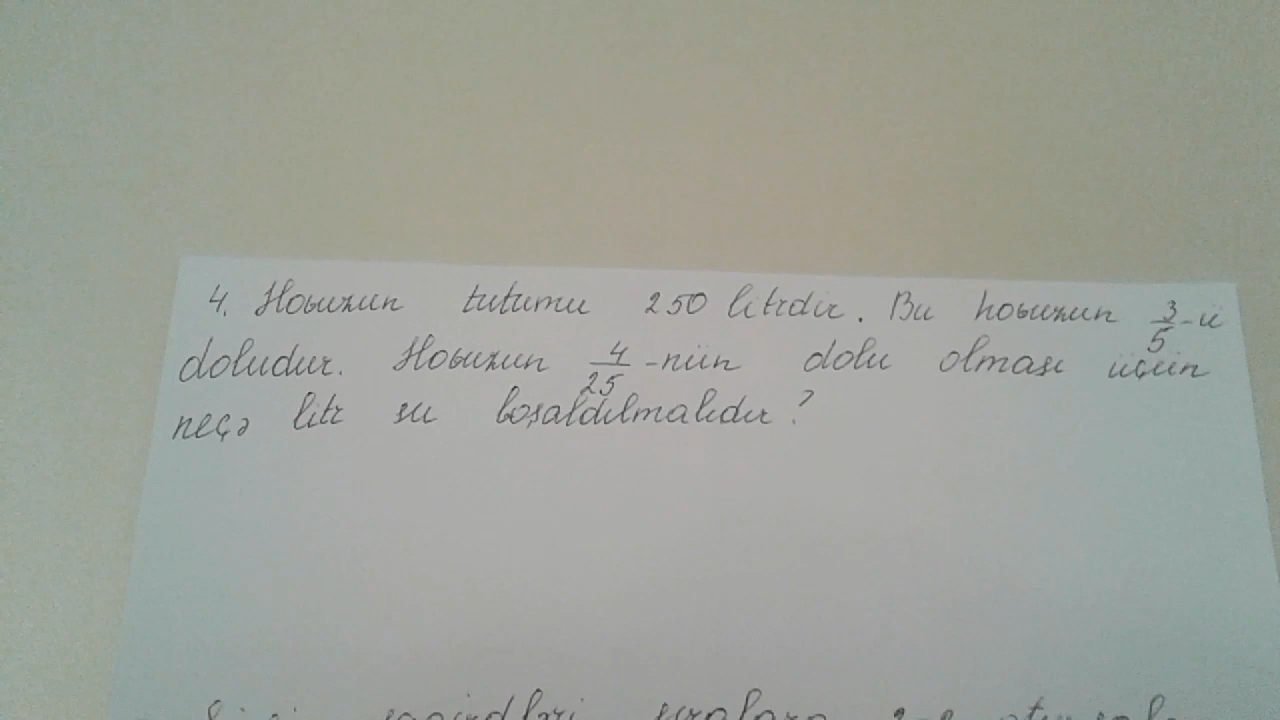 4. Hovuzun tutumu 250 litrdir. Bu hovuzun 3/5-ü
doludur. Hovuzun 4/25-nün dolu olması üçün
neçə litr su boşaldılmalıdır?